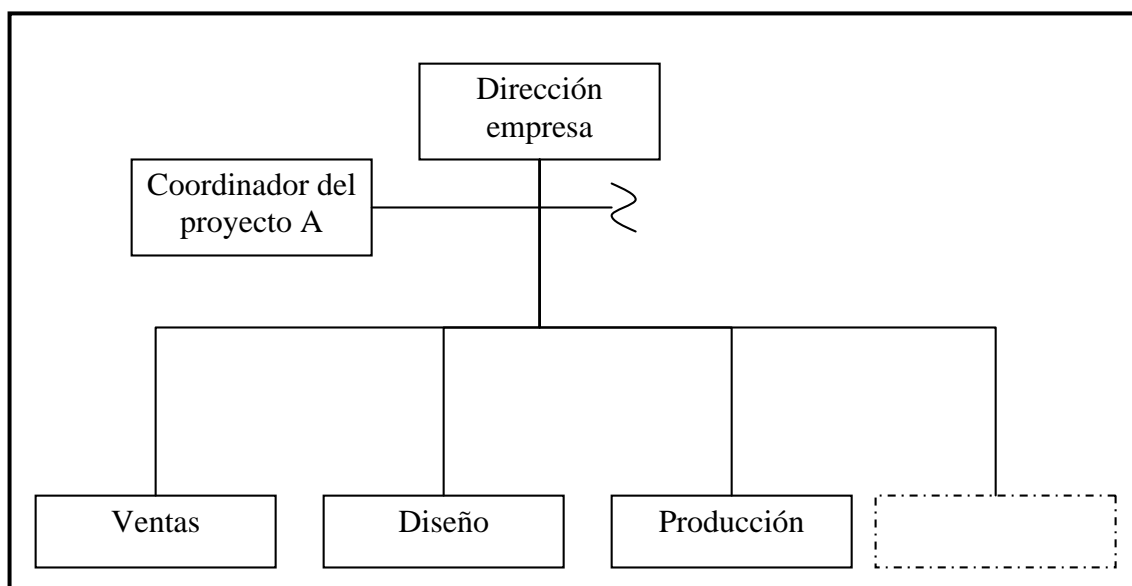 Dirección
empresa
Coordinador del
proyecto A
Ventas
Diseño
Producción